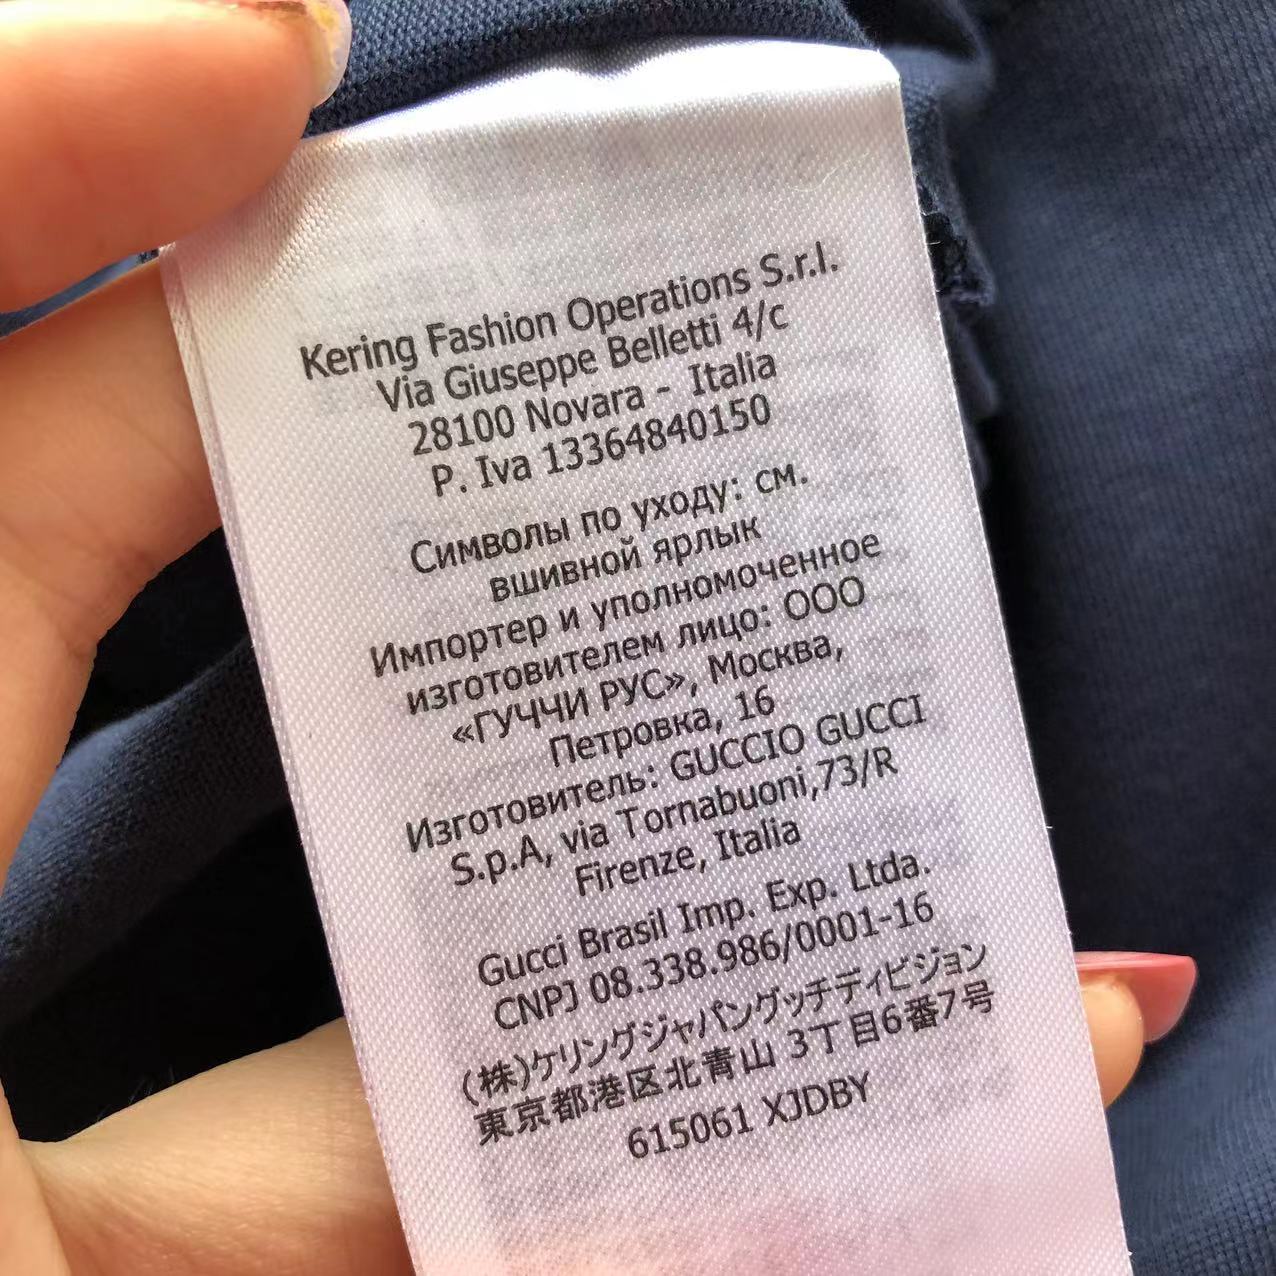 Kering Fashion Operations S.r.l.
Via Giuseppe Belletti 4/c
28100 Novara - Italia
P. Iva 13364840150
Символы по уходу: см.
вшивной ярлык
Импортер и уполномоченное
изготовителем лицо: ООО
«ГУЧЧИ РУС», Москва,
Петровка, 16
Изготовитель: GUCCIO GUCCI
S.p.A, via Tornabuoni,73/R
Firenze, Italia
Gucci Brasil Imp. Exp. Ltda.
CNPJ 08.338.986/0001-16
(株)ケリングジャパングッチディビジョン
東京都港区北青山 3丁目6番7号
615061 XJDBY